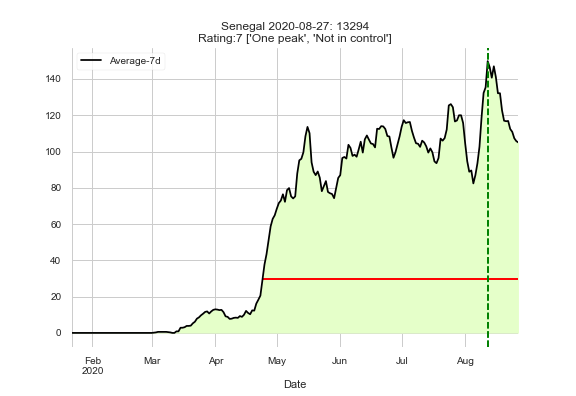 Senegal 2020-08-27: 13294
Rating:7 ['One peak', 'Not in control']
Average-7d
140
120
100
80
60
40
20
0
Feb Mar Apr May Jun Jul Aug
2020
Date